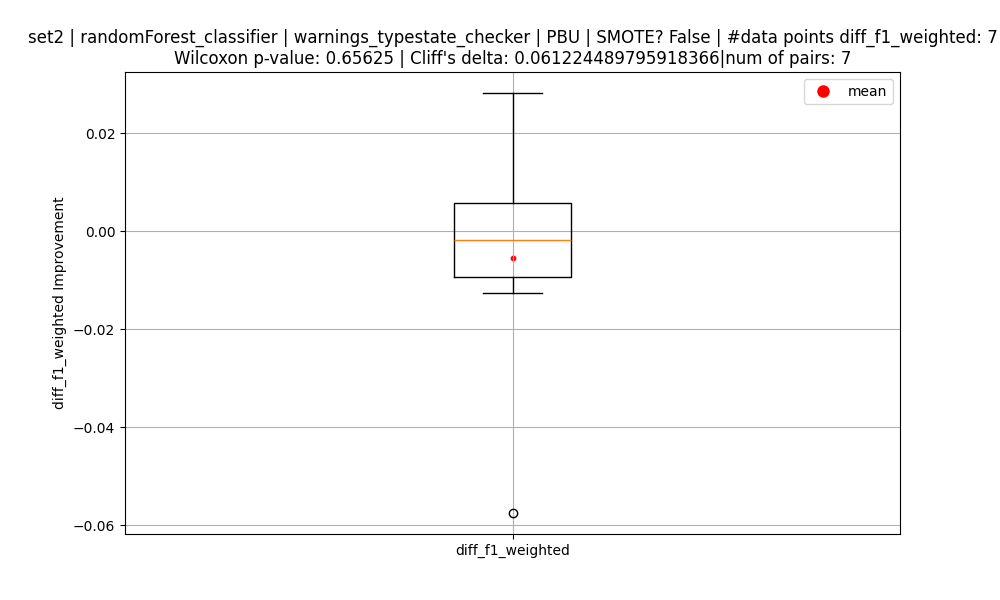 set2 | randomForest_classifier | warnings_typestate_checker | PBU | SMOTE? False | #data points diff_f1_weighted: 7
Wilcoxon p-value: 0.65625 | Cliff's delta: 0.061224489795918366|num of pairs: 7
mean
0.02
0.00
−0.02
−0.04
−0.06
diff_f1_weighted Improvement
diff_f1_weighted